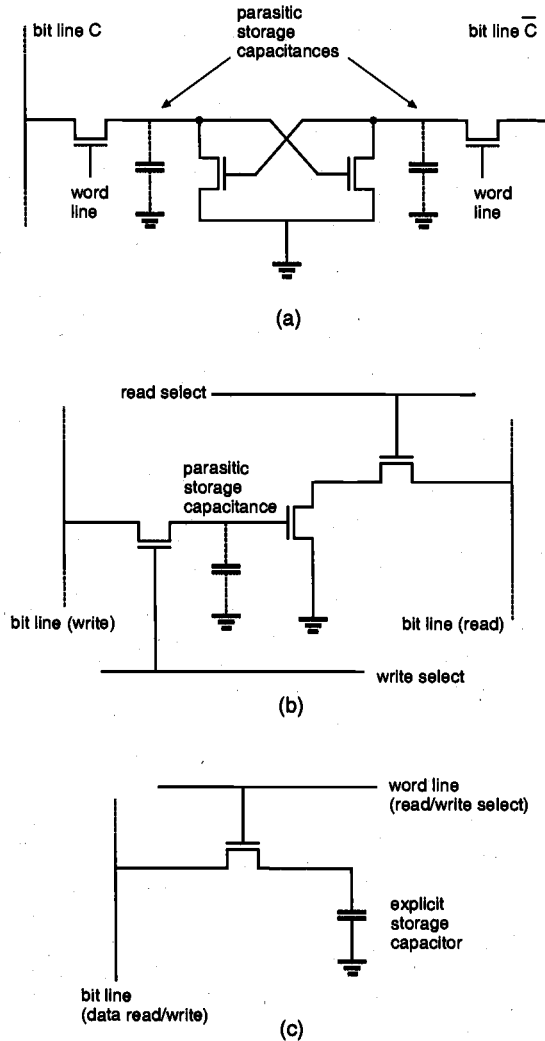 parasitic
storage
capacitances
bit line C
bit line C̅
word
line
word
line
(a)
read select
parasitic
storage
capacitance
bit line (write)
bit line (read)
write select
(b)
word line
(read/write select)
explicit
storage
capacitor
bit line
(data read/write)
(c)